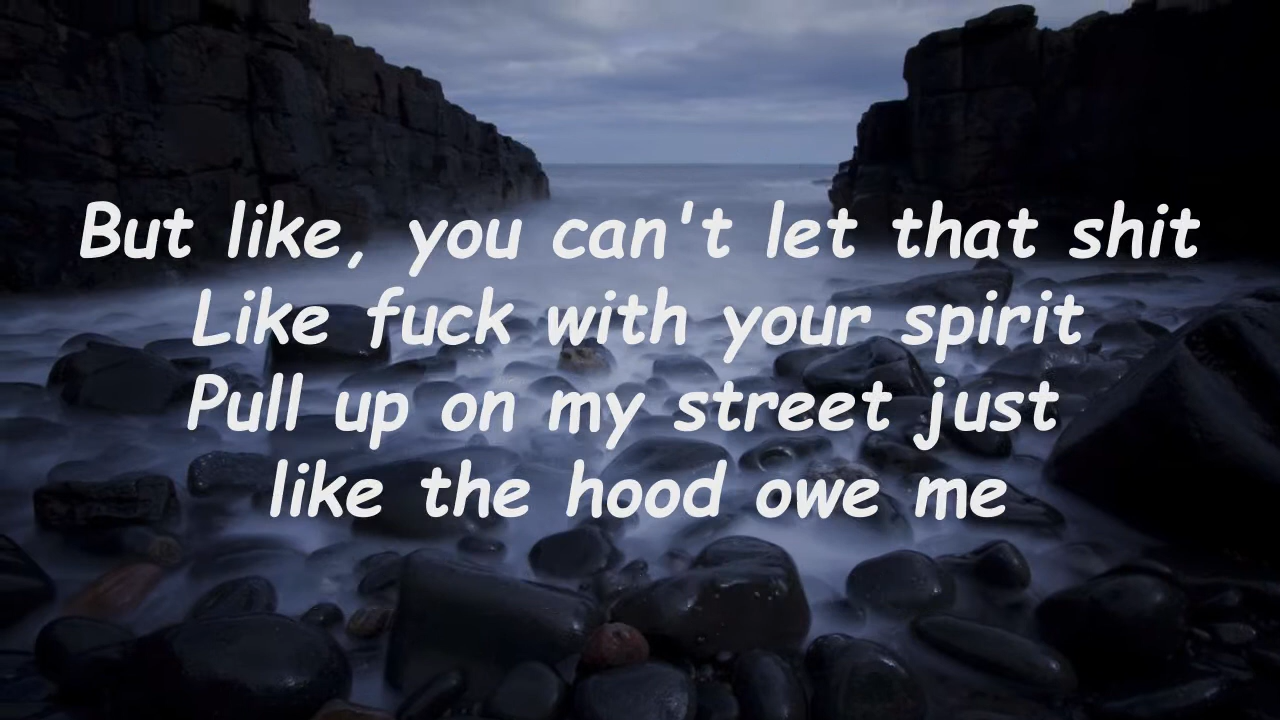 But like, you can't let that shit
Like fuck with your spirit
Pull up on my street just
like the hood owe me